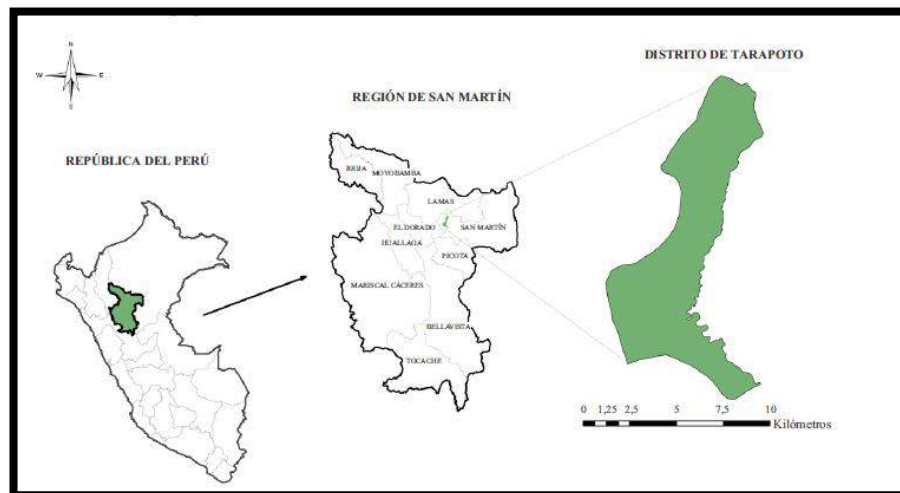 N
W E
S
DISTRITO DE TARAPOTO
REGIÓN DE SAN MARTÍN
REPÚBLICA DEL PERÚ
RIOJA
MOYOBAMBA
LAMAS
EL DORADO
SAN MARTÍN
HUALLAGA
PICOTA
MARISCAL CÁCERES
BELLAVISTA
TOCACHE
0 1,25 2,5 5 7,5 10
Kilómetros